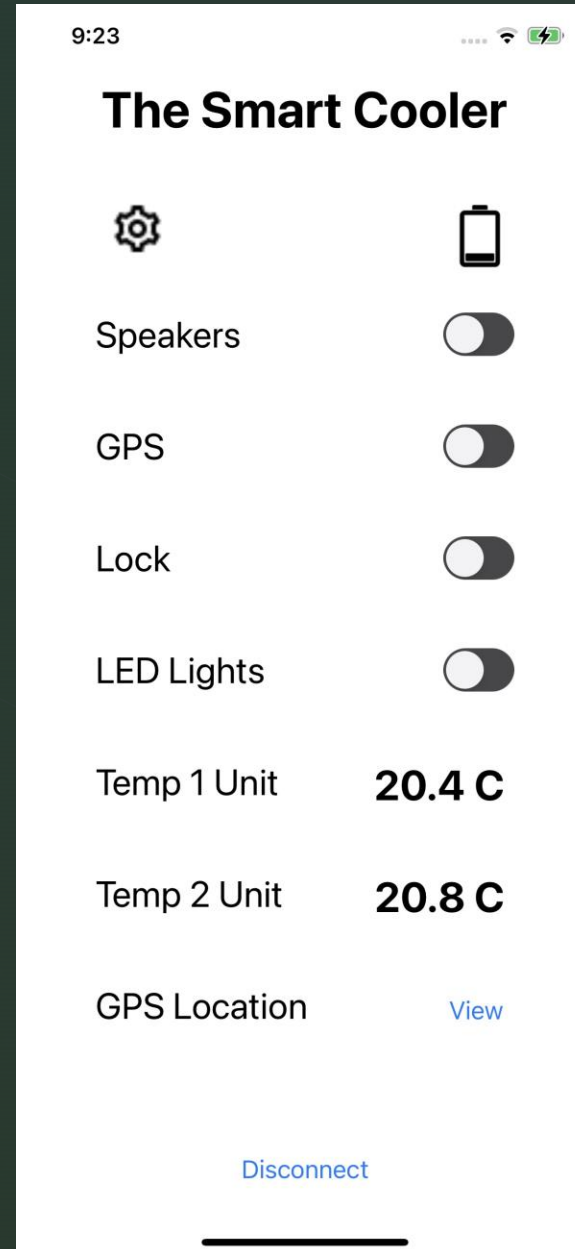 9:23
The Smart Cooler
Speakers
GPS
Lock
LED Lights
Temp 1 Unit 20.4 C
Temp 2 Unit 20.8 C
GPS Location View
Disconnect